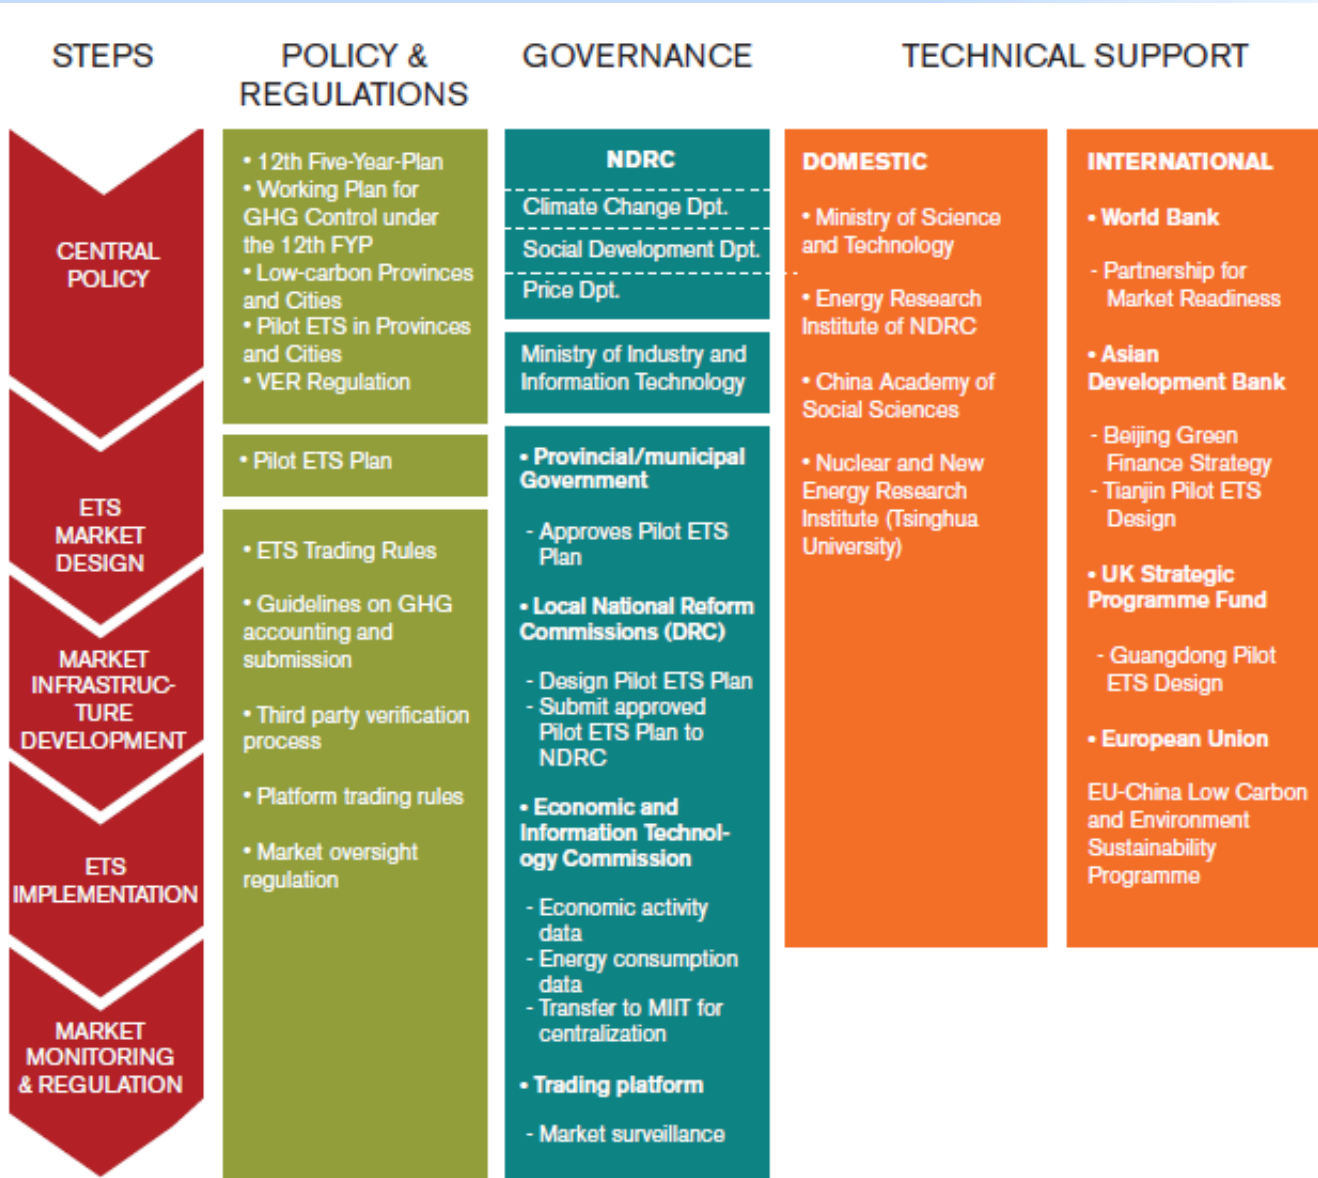 STEPS
POLICY &
REGULATIONS
GOVERNANCE
TECHNICAL SUPPORT
CENTRAL
POLICY
ETS
MARKET
DESIGN
MARKET
INFRASTRUC-
TURE
DEVELOPMENT
ETS
IMPLEMENTATION
MARKET
MONITORING
& REGULATION
• 12th Five-Year-Plan
• Working Plan for
GHG Control under
the 12th FYP
• Low-carbon Provinces
and Cities
• Pilot ETS in Provinces
and Cities
• VER Regulation
• Pilot ETS Plan
• ETS Trading Rules
• Guidelines on GHG
accounting and
submission
• Third party verification
process
• Platform trading rules
• Market oversight
regulation
NDRC
Climate Change Dpt.
Social Development Dpt.
Price Dpt.
Ministry of Industry and
Information Technology
• Provincial/municipal
Government
- Approves Pilot ETS
Plan
• Local National Reform
Commissions (DRC)
- Design Pilot ETS Plan
- Submit approved
Pilot ETS Plan to
NDRC
• Economic and
Information Technol-
ogy Commission
- Economic activity
data
- Energy consumption
data
- Transfer to MIIT for
centralization
• Trading platform
- Market surveillance
DOMESTIC
• Ministry of Science
and Technology
• Energy Research
Institute of NDRC
• China Academy of
Social Sciences
• Nuclear and New
Energy Research
Institute (Tsinghua
University)
INTERNATIONAL
• World Bank
- Partnership for
Market Readiness
• Asian
Development Bank
- Beijing Green
Finance Strategy
- Tianjin Pilot ETS
Design
• UK Strategic
Programme Fund
- Guangdong Pilot
ETS Design
• European Union
EU-China Low Carbon
and Environment
Sustainability
Programme